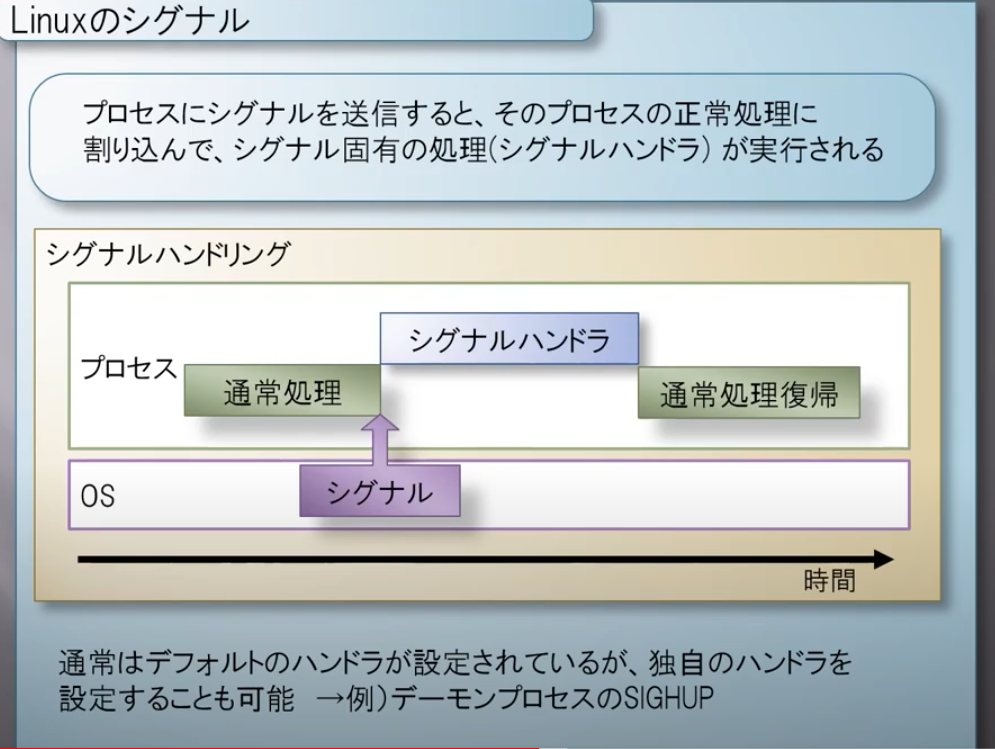 Linuxのシグナル
プロセスにシグナルを送信すると、そのプロセスの正常処理に
割り込んで、シグナル固有の処理(シグナルハンドラ) が実行される
シグナルハンドリング
シグナルハンドラ
プロセス
通常処理
通常処理復帰
シグナル
OS
時間
通常はデフォルトのハンドラが設定されているが、独自のハンドラを
設定することも可能 →例)デーモンプロセスのSIGHUP